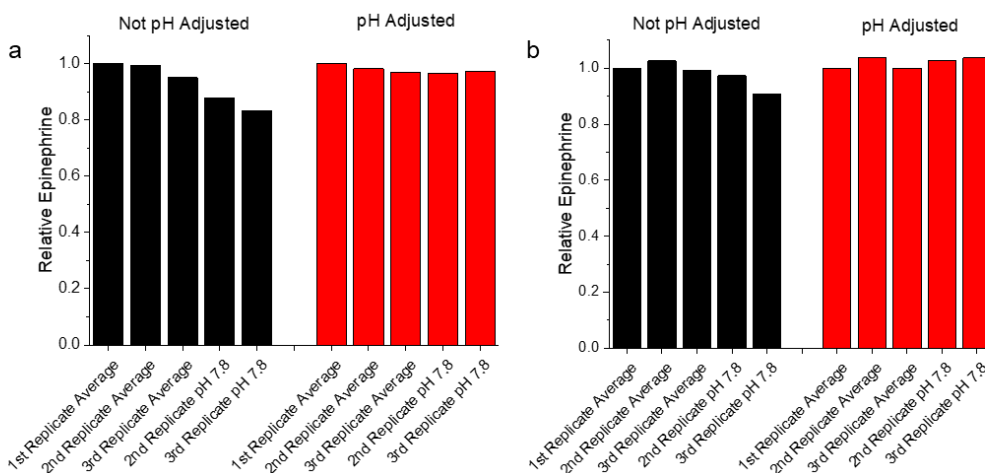 a
Not pH Adjusted
pH Adjusted
Relative Epinephrine
1.0
0.8
0.6
0.4
0.2
0.0
1st Replicate Average
2nd Replicate Average
3rd Replicate Average
2nd Replicate pH 7.8
3rd Replicate pH 7.8
1st Replicate Average
2nd Replicate Average
3rd Replicate Average
2nd Replicate pH 7.8
3rd Replicate pH 7.8
b
Not pH Adjusted
pH Adjusted
Relative Epinephrine
1.0
0.8
0.6
0.4
0.2
0.0
1st Replicate Average
2nd Replicate Average
3rd Replicate Average
2nd Replicate pH 7.8
3rd Replicate pH 7.8
1st Replicate Average
2nd Replicate Average
3rd Replicate Average
2nd Replicate pH 7.8
3rd Replicate pH 7.8